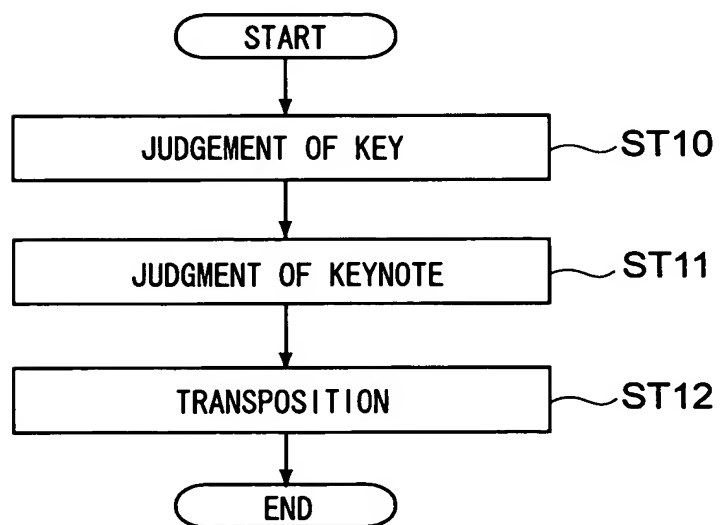 START
JUDGEMENT OF KEY
ST10
JUDGMENT OF KEYNOTE
ST11
TRANSPOSITION
ST12
END